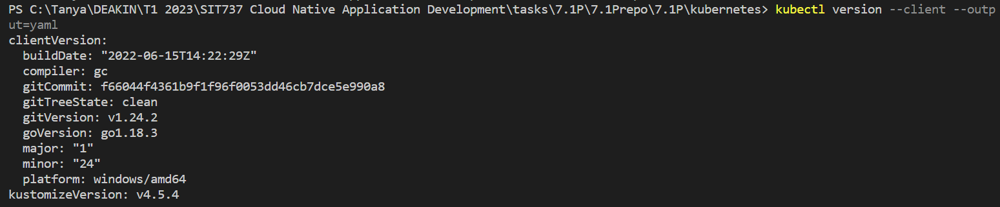 PS C:\Tanya\DEAKIN\T1 2023\SIT737 Cloud Native Application Development\tasks\7.1P\7.1Prepo\7.1P\kubernetes> kubectl version --client --outp
ut=yaml
clientVersion:
  buildDate: "2022-06-15T14:22:29Z"
  compiler: gc
  gitCommit: f66044f4361b9f1f96f0053dd46cb7dce5e990a8
  gitTreeState: clean
  gitVersion: v1.24.2
  goVersion: go1.18.3
  major: "1"
  minor: "24"
  platform: windows/amd64
kustomizeVersion: v4.5.4